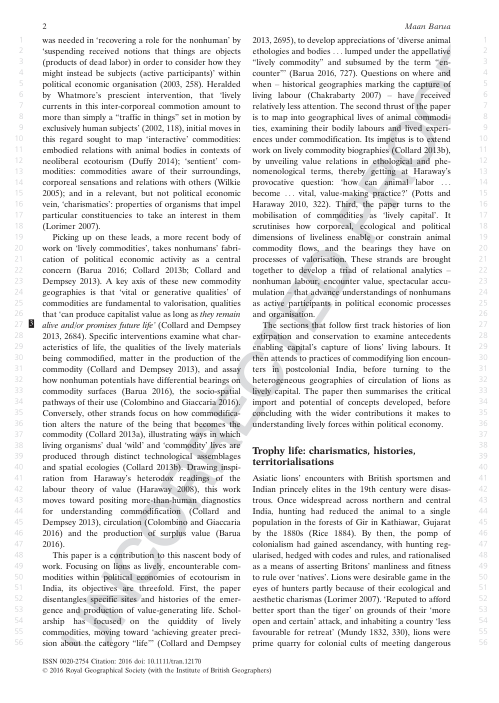 2
Maan Barua
was needed in ‘recovering a role for the nonhuman’ by
‘suspending received notions that things are objects
(products of dead labor) in order to consider how they
might instead be subjects (active participants)’ within
political economic organisation (2003, 258). Heralded
by Whatmore’s prescient intervention, that ‘lively
currents in this inter-corporeal commotion amount to
more than simply a “traffic in things” set in motion by
exclusively human subjects’ (2002, 118), initial moves in
this regard sought to map ‘interactive’ commodities:
embodied relations with animal bodies in contexts of
neoliberal ecotourism (Duffy 2014); ‘sentient’ com-
modities: commodities aware of their surroundings,
corporeal sensations and relations with others (Wilkie
2005); and in a relevant, but not political economic
vein, ‘charismatics’: properties of organisms that impel
particular constituencies to take an interest in them
(Lorimer 2007).
Picking up on these leads, a more recent body of
work on ‘lively commodities’, takes nonhumans’ fabri-
cation of political economic activity as a central
concern (Barua 2016; Collard 2013b; Collard and
Dempsey 2013). A key axis of these new commodity
geographies is that ‘vital or generative qualities’ of
commodities are fundamental to valorisation, qualities
that ‘can produce capitalist value as long as they remain
3 alive and/or promises future life’ (Collard and Dempsey
2013, 2684). Specific interventions examine what char-
acteristics of life, the qualities of the lively materials
being commodified, matter in the production of the
commodity (Collard and Dempsey 2013), and assay
how nonhuman potentials have differential bearings on
commodity surfaces (Barua 2016), the socio-spatial
pathways of their use (Colombino and Giaccaria 2016).
Conversely, other strands focus on how commodifica-
tion alters the nature of the being that becomes the
commodity (Collard 2013a), illustrating ways in which
living organisms’ dual ‘wild’ and ‘commodity’ lives are
produced through distinct technological assemblages
and spatial ecologies (Collard 2013b). Drawing inspi-
ration from Haraway’s heterodox readings of the
labour theory of value (Haraway 2008), this work
moves toward positing more-than-human diagnostics
for understanding commodities (Collard and
Dempsey 2013), circulation (Colombino and Giaccaria
2016) and the production of surplus value (Barua
2016).
This paper is a contribution to this nascent body of
work. Focusing on lions as lively, encounterable com-
modities within political economies of ecotourism in
India, its objectives are threefold. First, the paper
disentangles specific sites and histories of the emer-
gence and production of value-generating life. Schol-
arship has focused on the quiddity of lively
commodities, moving toward ‘achieving greater preci-
sion about the category “life”’ (Collard and Dempsey
2013, 2695), to develop appreciations of ‘diverse animal
ethologies and bodies … lumped under the appellative
“lively commodity” and subsumed by the term “en-
counter”’ (Barua 2016, 727). Questions on where and
when – historical geographies marking the capture of
living labour (Chakrabarty 2007) – have received
relatively less attention. The second thrust of the paper
is to map into geographical lives of animal commodi-
ties, examining their bodily labours and lived experi-
ences under commodification. Its impetus is to extend
work on lively commodity biographies (Collard 2013b),
by unveiling value relations in ethological and phe-
nomenological terms, thereby getting at Haraway’s
provocative question: ‘how can animal labor …
become … vital, value-making practice?’ (Potts and
Haraway 2010, 322). Third, the paper turns to the
mobilisation of commodities as ‘lively capital’. It
scrutinises how corporeal, ecological and political
dimensions of liveliness enable or constrain animal
commodity flows, and the bearings they have on
processes of valorisation. These strands are brought
together to develop a triad of relational analytics –
nonhuman labour, encounter value, spectacular accu-
mulation – that advance understandings of nonhumans
as active participants in political economic processes
and organisation.
The sections that follow first track histories of lion
extirpation and conservation to examine antecedents
enabling capital’s capture of lions’ living labours. It
then attends to practices of commodifying lion encoun-
ters in postcolonial India, before turning to the
heterogeneous geographies of circulation of lions as
lively capital. The paper then summarises the critical
import and potential of concepts developed, before
concluding with the wider contributions it makes to
understanding lively forces within political economy.
Trophy life: charismatics, histories,
territorialisations
Asiatic lions’ encounters with British sportsmen and
Indian princely elites in the 19th century were disas-
trous. Once widespread across northern and central
India, hunting had reduced the animal to a single
population in the forests of Gir in Kathiawar, Gujarat
by the 1880s (Rice 1884). By then, the pomp of
colonialism had gained ascendancy, with hunting reg-
ularised, hedged with codes and rules, and rationalised
as a means of asserting Britons’ manliness and fitness
to rule over ‘natives’. Lions were desirable game in the
eyes of hunters partly because of their ecological and
aesthetic charismas (Lorimer 2007). ‘Reputed to afford
better sport than the tiger’ on grounds of their ‘more
open and certain’ attack, and inhabiting a country ‘less
favourable for retreat’ (Mundy 1832, 330), lions were
prime quarry for colonial cults of meeting dangerous
ISSN 0020-2754 Citation: 2016 doi: 10.1111/tran.12170
© 2016 Royal Geographical Society (with the Institute of British Geographers)